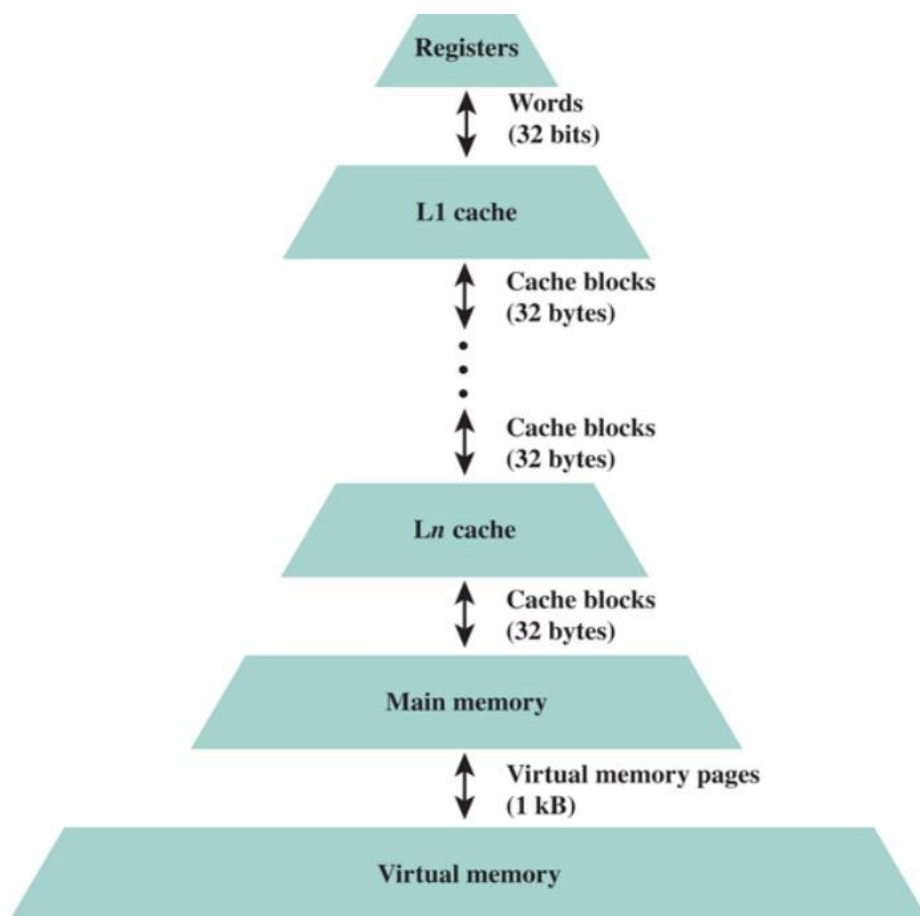 Registers
Words
(32 bits)
L1 cache
Cache blocks
(32 bytes)
Cache blocks
(32 bytes)
Ln cache
Cache blocks
(32 bytes)
Main memory
Virtual memory pages
(1 kB)
Virtual memory